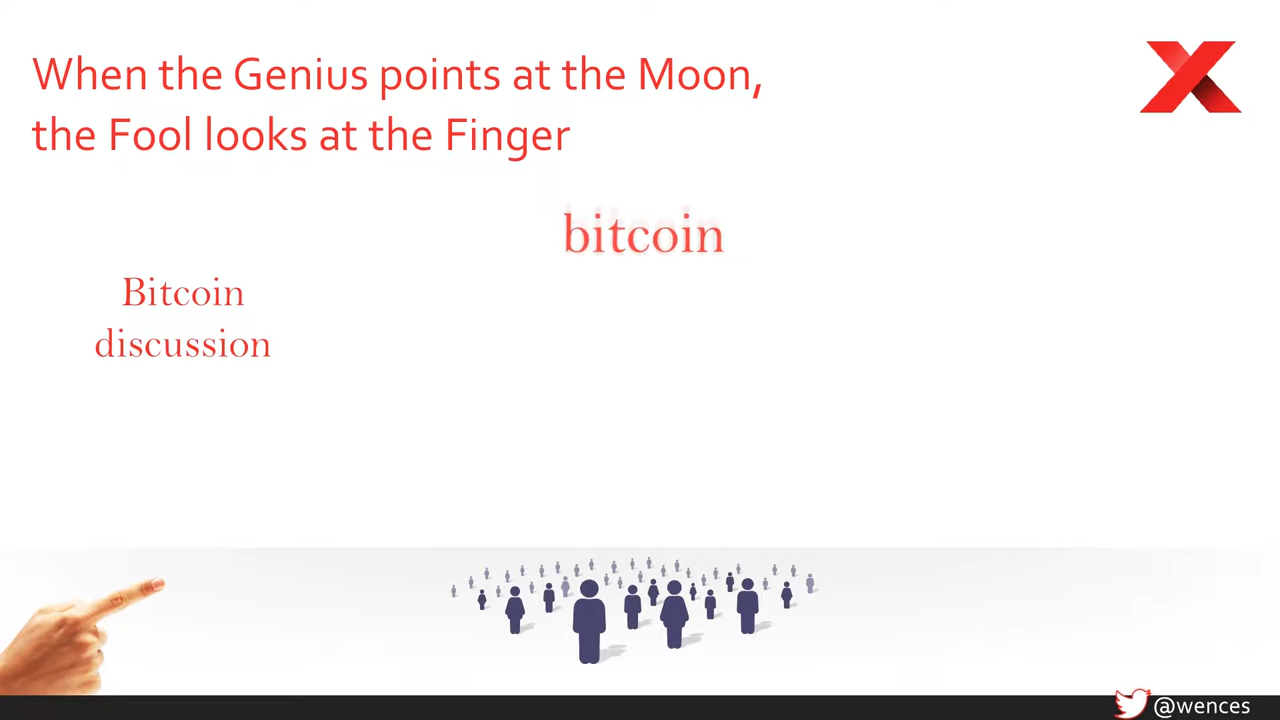 When the Genius points at the Moon,
the Fool looks at the Finger
bitcoin
Bitcoin
discussion
@wences